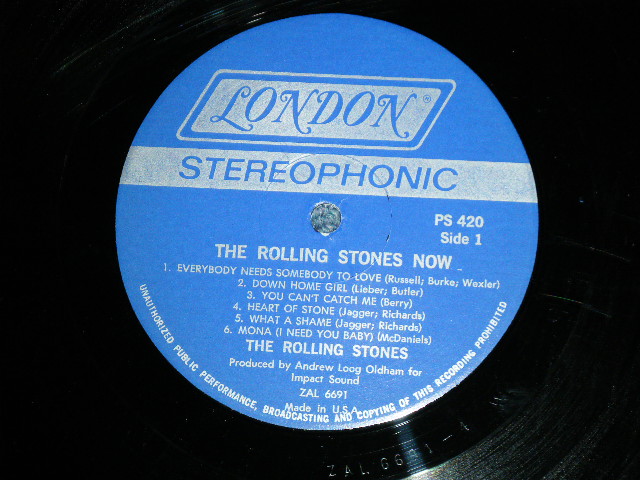 LONDON®
STEREOPHONIC
PS 420
Side 1
THE ROLLING STONES NOW
1. EVERYBODY NEEDS SOMEBODY TO LOVE (Russell; Burke; Wexler)
2. DOWN HOME GIRL (Lieber; Butler)
3. YOU CAN'T CATCH ME (Berry)
4. HEART OF STONE (Jagger; Richards)
5. WHAT A SHAME (Jagger; Richards)
6. MONA (I NEED YOU BABY) (McDaniels)
THE ROLLING STONES
Produced by Andrew Loog Oldham for
Impact Sound
ZAL 6691
Made in U.S.A.
UNAUTHORIZED PUBLIC PERFORMANCE, BROADCASTING AND COPYING OF THIS RECORDING PROHIBITED
ZAL 6691-4